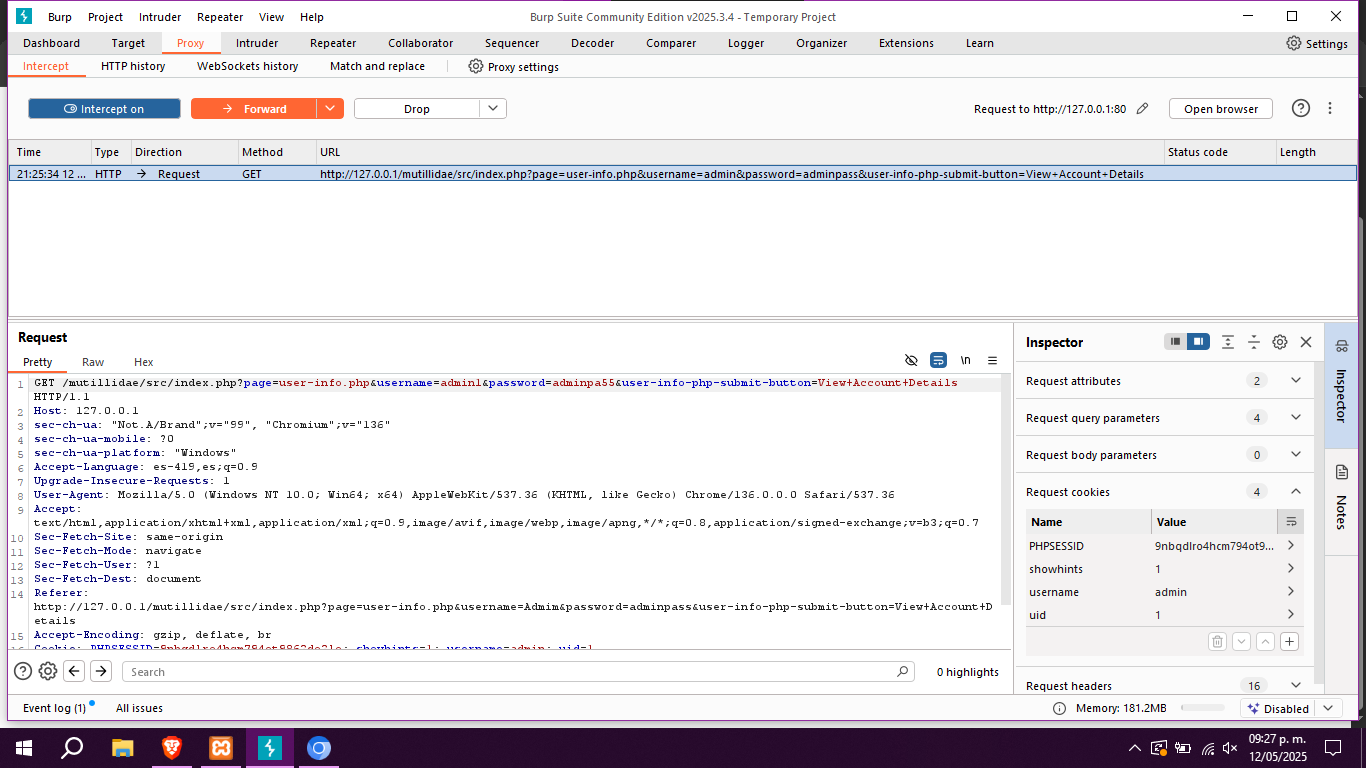 Burp Project Intruder Repeater View Help Burp Suite Community Edition v2025.3.4 - Temporary Project
Dashboard Target Proxy Intruder Repeater Collaborator Sequencer Decoder Comparer Logger Organizer Extensions Learn Settings
Intercept HTTP history WebSockets history Match and replace Proxy settings
Intercept on Forward Drop Request to http://127.0.0.1:80 Open browser
Time Type Direction Method URL Status code Length
21:25:34 12 ... HTTP → Request GET http://127.0.0.1/mutillidae/src/index.php?page=user-info.php&username=admin&password=adminpass&user-info-php-submit-button=View+Account+Details
Request
Pretty Raw Hex \n
1 GET /mutillidae/src/index.php?page=user-info.php&username=admin1&password=adminpa55&user-info-php-submit-button=View+Account+Details
HTTP/1.1
2 Host: 127.0.0.1
3 sec-ch-ua: "Not.A/Brand";v="99", "Chromium";v="136"
4 sec-ch-ua-mobile: ?0
5 sec-ch-ua-platform: "Windows"
6 Accept-Language: es-419,es;q=0.9
7 Upgrade-Insecure-Requests: 1
8 User-Agent: Mozilla/5.0 (Windows NT 10.0; Win64; x64) AppleWebKit/537.36 (KHTML, like Gecko) Chrome/136.0.0.0 Safari/537.36
9 Accept:
text/html,application/xhtml+xml,application/xml;q=0.9,image/avif,image/webp,image/apng,*/*;q=0.8,application/signed-exchange;v=b3;q=0.7
10 Sec-Fetch-Site: same-origin
11 Sec-Fetch-Mode: navigate
12 Sec-Fetch-User: ?1
13 Sec-Fetch-Dest: document
14 Referer:
http://127.0.0.1/mutillidae/src/index.php?page=user-info.php&username=Admim&password=adminpass&user-info-php-submit-button=View+Account+D
etails
15 Accept-Encoding: gzip, deflate, br
Cookie: showhints=1; username=admin; uid=1
Search 0 highlights
Inspector
Request attributes 2
Request query parameters 4
Request body parameters 0
Request cookies 4
Name Value
PHPSESSID 9nbqdlro4hcm794ot9...
showhints 1
username admin
uid 1
Request headers 16
Inspector
Notes
Event log (1) All issues Memory: 181.2MB Disabled
09:27 p. m.
12/05/2025